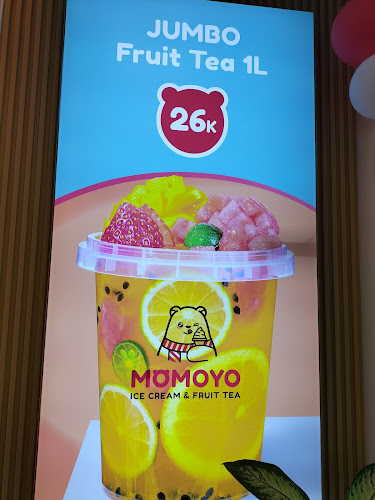 JUMBO
Fruit Tea 1L
26K
MOMOYO
ICE CREAM & FRUIT TEA